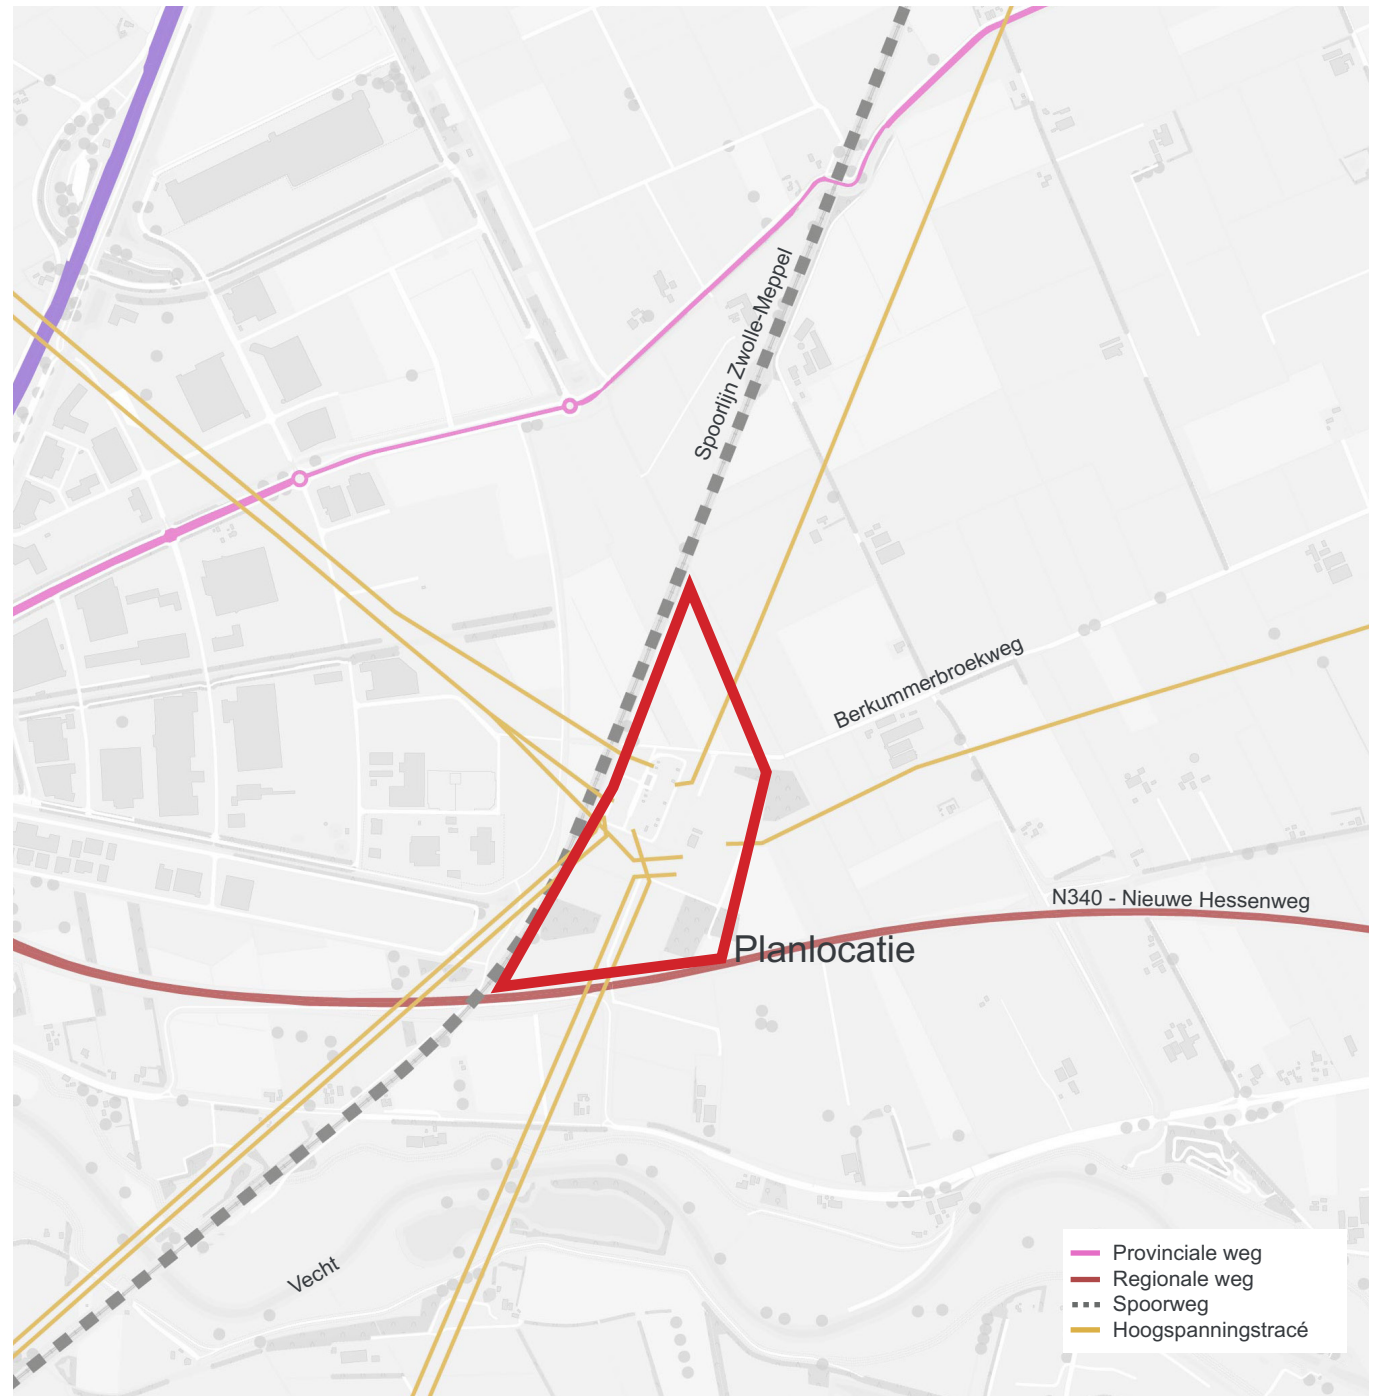 Spoorlijn Zwolle-Meppel
Berkummerbroekweg
N340 - Nieuwe Hessenweg
Planlocatie
Vecht
Provinciale weg
Regionale weg
Spoorweg
Hoogspanningstracé